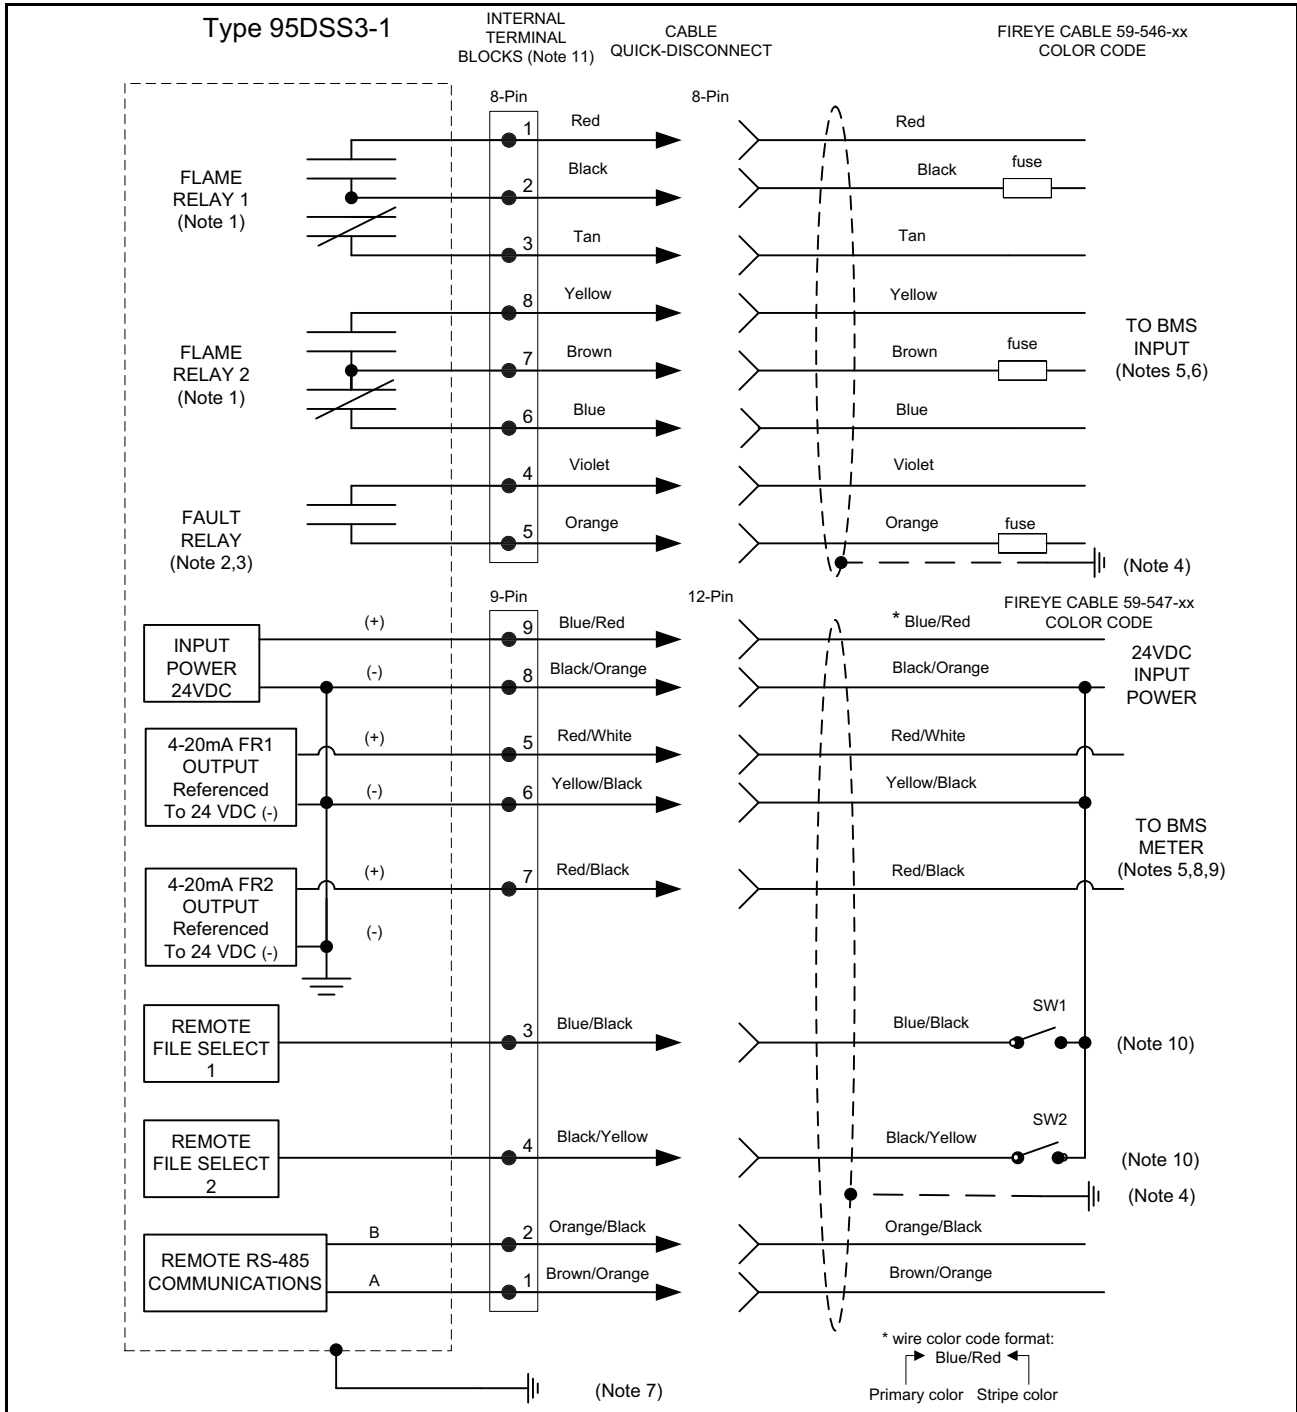 Type 95DSS3-1
INTERNAL
TERMINAL
BLOCKS (Note 11)
CABLE
QUICK-DISCONNECT
FIREYE CABLE 59-546-xx
COLOR CODE
8-Pin
8-Pin
FLAME
RELAY 1
(Note 1)
1
Red
Red
2
Black
Black
fuse
3
Tan
Tan
FLAME
RELAY 2
(Note 1)
8
Yellow
Yellow
7
Brown
Brown
fuse
6
Blue
Blue
TO BMS
INPUT
(Notes 5,6)
FAULT
RELAY
(Note 2,3)
4
Violet
Violet
5
Orange
Orange
fuse
(Note 4)
9-Pin
12-Pin
FIREYE CABLE 59-547-xx
COLOR CODE
INPUT
POWER
24VDC
(+)
9
Blue/Red
* Blue/Red
(-)
8
Black/Orange
Black/Orange
24VDC
INPUT
POWER
4-20mA FR1
OUTPUT
Referenced
To 24 VDC (-)
(+)
5
Red/White
Red/White
(-)
6
Yellow/Black
Yellow/Black
TO BMS
METER
(Notes 5,8,9)
4-20mA FR2
OUTPUT
Referenced
To 24 VDC (-)
(+)
7
Red/Black
Red/Black
(-)
REMOTE
FILE SELECT
1
3
Blue/Black
Blue/Black
SW1
(Note 10)
REMOTE
FILE SELECT
2
4
Black/Yellow
Black/Yellow
SW2
(Note 10)
(Note 4)
REMOTE RS-485
COMMUNICATIONS
B
2
Orange/Black
Orange/Black
A
1
Brown/Orange
Brown/Orange
(Note 7)
* wire color code format:
Blue/Red
Primary color Stripe color